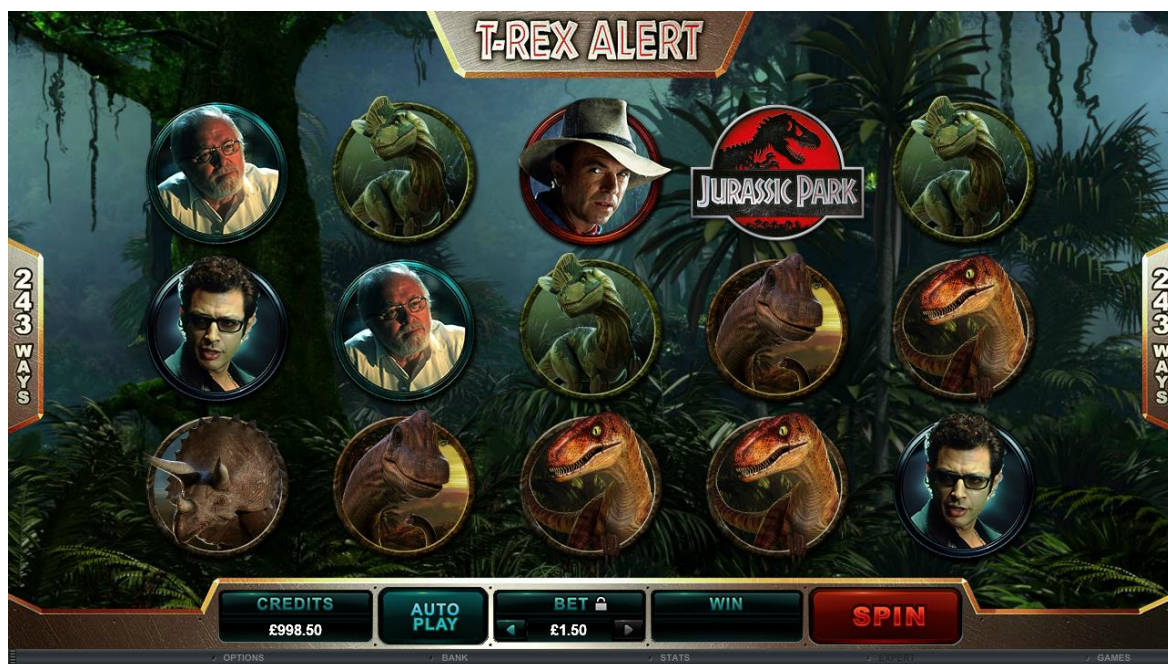 T-REX ALERT
JURASSIC PARK
243 WAYS
243 WAYS
CREDITS
£998.50
AUTO
PLAY
BET
£1.50
WIN
SPIN
OPTIONS
BANK
STATS
EXPERT
GAMES